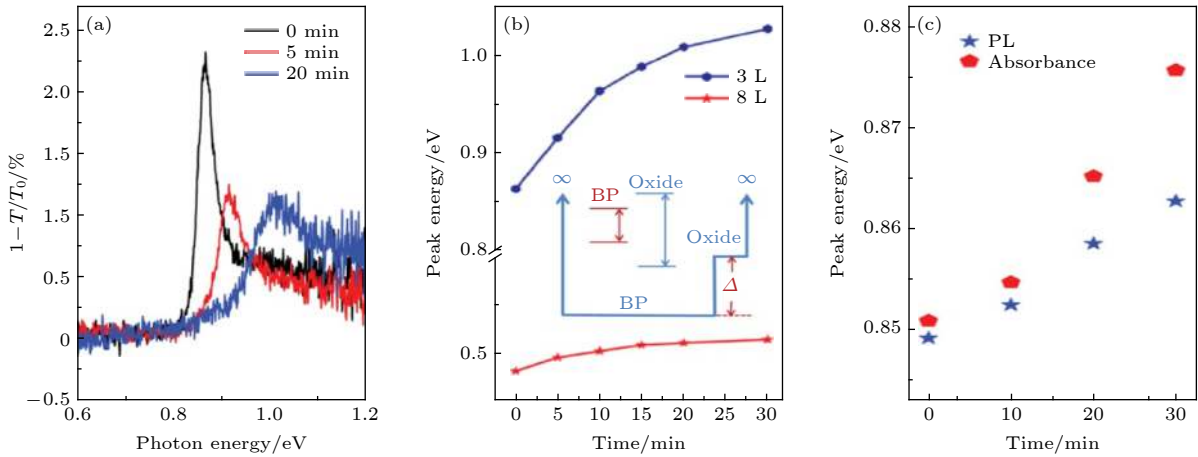 (a)
0 min
5 min
20 min
2.5
2.5
1.5
1.5
0.5
0
−0.5
1−T/T0/%
0.6
0.8
1.0
1.2
Photon energy/eV
(b)
3 L
8 L
1.0
0.9
0.8
0.5
Peak energy/eV
∞
BP
Oxide
∞
Oxide
BP
Δ
0
5
10
15
20
30
Time/min
(c)
PL
Absorbance
0.88
0.87
0.86
0.85
Peak energy/eV
0
10
20
30
Time/min